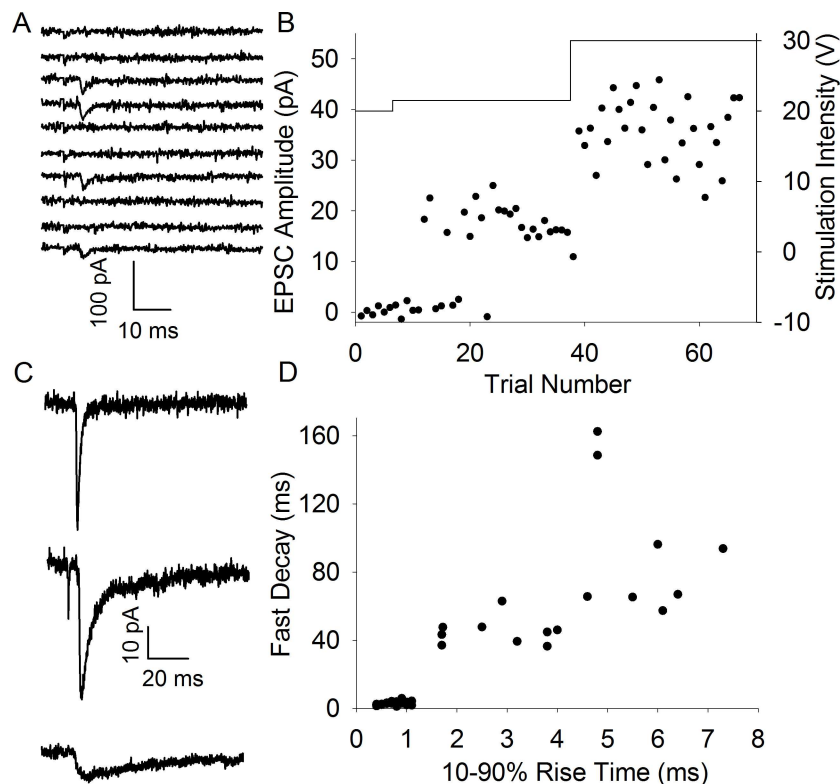 A
100 pA
10 ms
B
EPSC Amplitude (pA)
50
40
30
20
10
0
0
20
40
60
Trial Number
30
20
10
0
-10
Stimulation Intensity (V)
C
10 pA
20 ms
D
Fast Decay (ms)
160
120
80
40
0
0
1
2
3
4
5
6
7
8
10-90% Rise Time (ms)